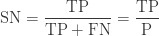 SN = TP / (TP + FN) = TP / P